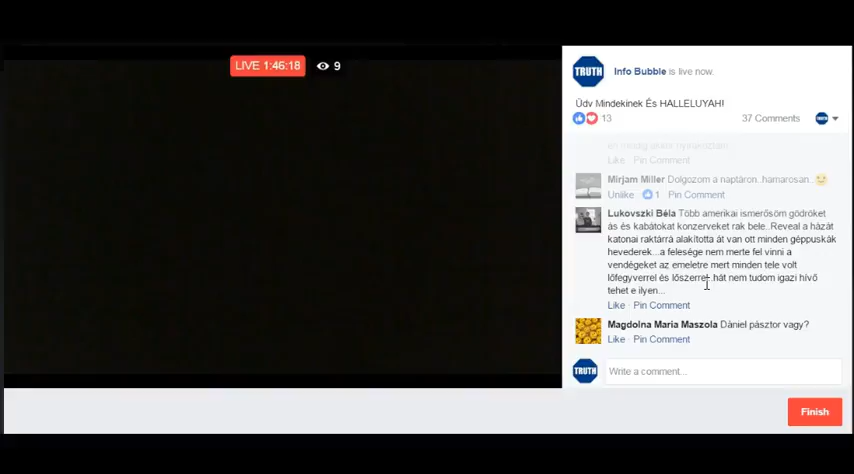 LIVE 1:46:18
9
TRUTH
Info Bubble is live now.
Üdv Mindekinek És HALLELUYAH!
13
37 Comments
TRUTH
Like · Pin Comment
Mirjam Miller Dolgozom a naptáron..hamarosan...
Unlike · 1 · Pin Comment
Lukovszki Béla Több amerikai ismerősöm gödröket
ás és kabátokat konzerveket rak bele..Reveal a házát
katonai raktárrá alakította át van ott minden géppuskák
hevederek...a felesége nem merte fel vinni a
vendégeket az emeletre mert minden tele volt
lőfegyverrel és lőszerrel..hát nem tudom igazi hívő
tehet e ilyen...
Like · Pin Comment
Magdolna Maria Maszola Dàniel pásztor vagy?
Like · Pin Comment
TRUTH
Write a comment...
Finish